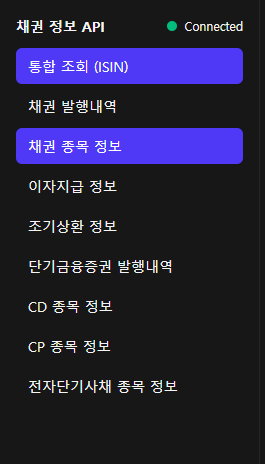 채권 정보 API
Connected
통합 조회 (ISIN)
채권 발행내역
채권 종목 정보
이자지급 정보
조기상환 정보
단기금융증권 발행내역
CD 종목 정보
CP 종목 정보
전자단기사채 종목 정보